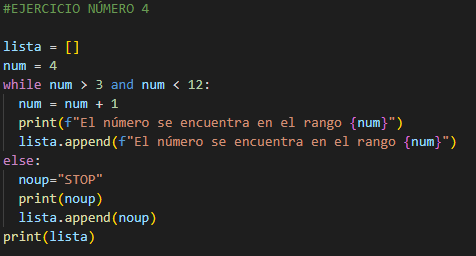 #EJERCICIO NÚMERO 4
lista = []
num = 4
while num > 3 and num < 12:
  num = num + 1
  print(f"El número se encuentra en el rango {num}")
  lista.append(f"El número se encuentra en el rango {num}")
else:
  noup="STOP"
  print(noup)
  lista.append(noup)
print(lista)